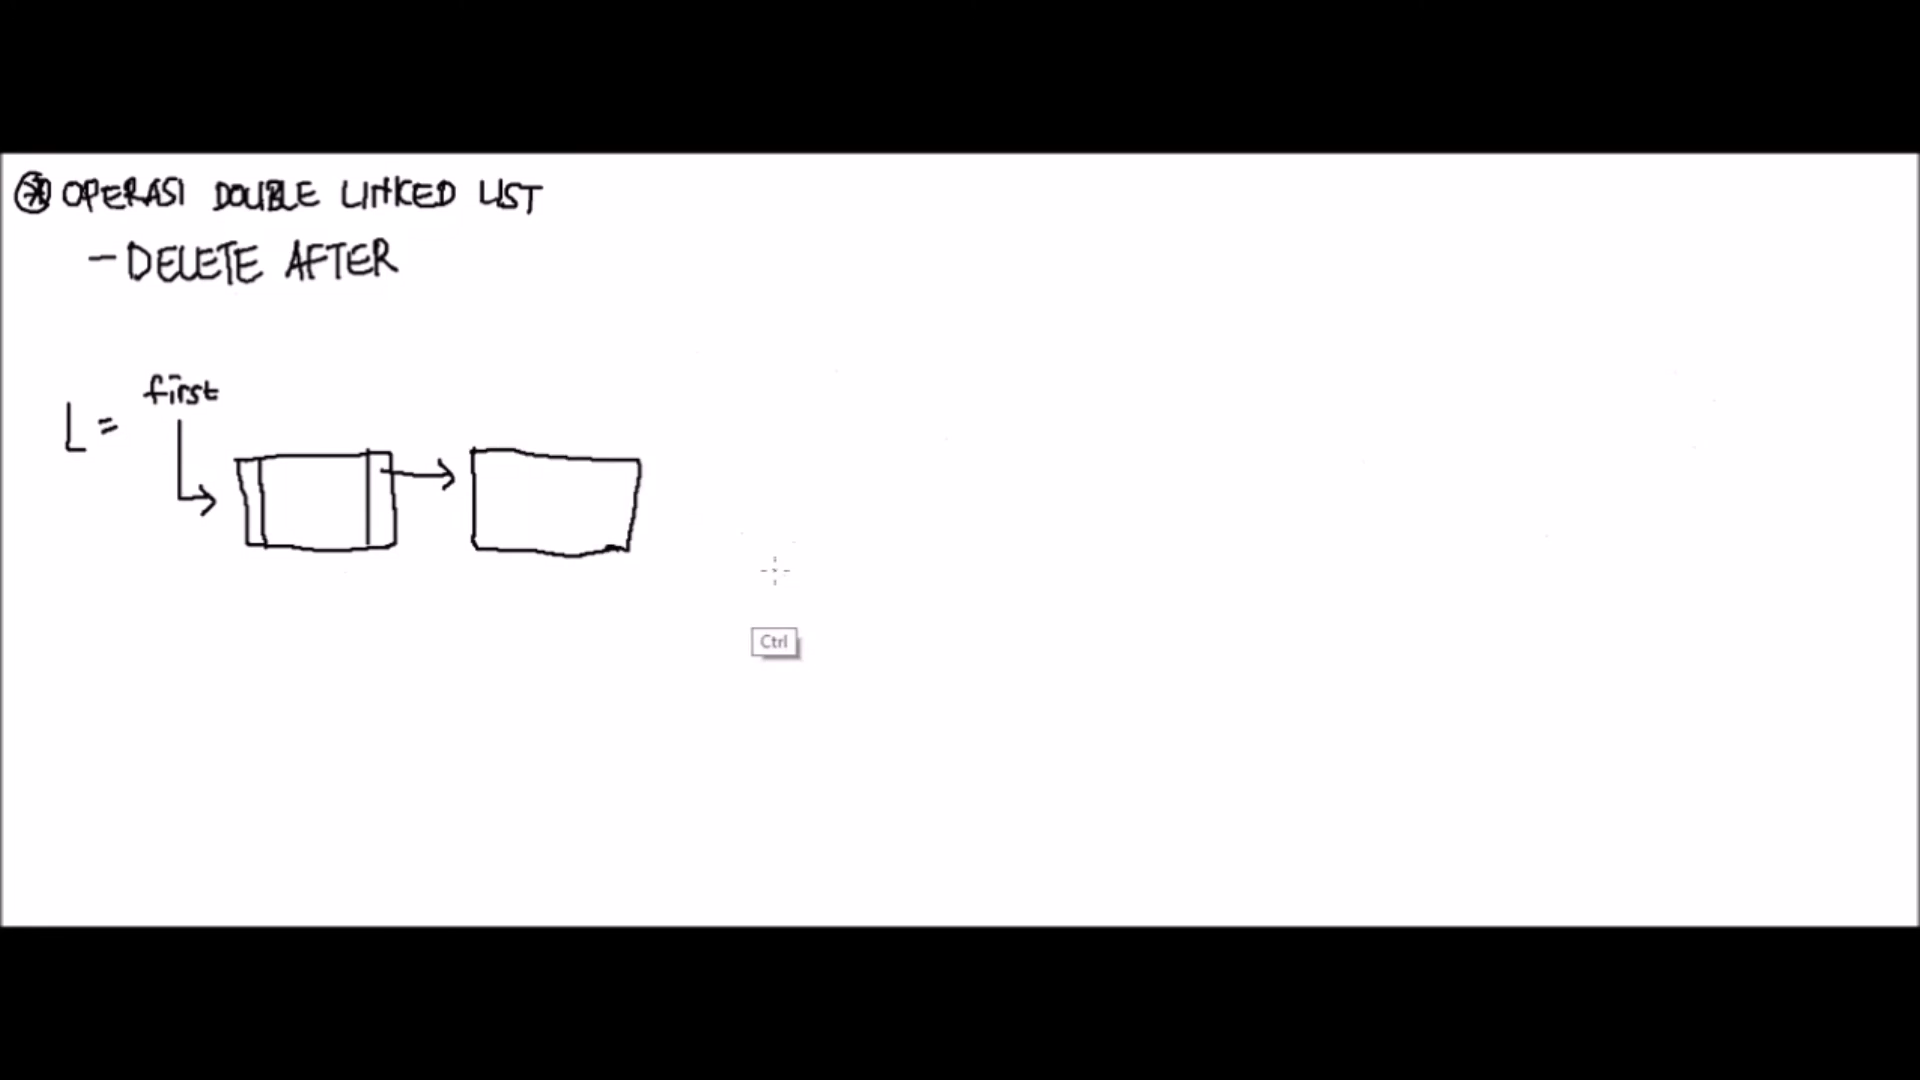 ⊛ OPERASI DOUBLE LINKED LIST
- DELETE AFTER
first
L =
Ctrl